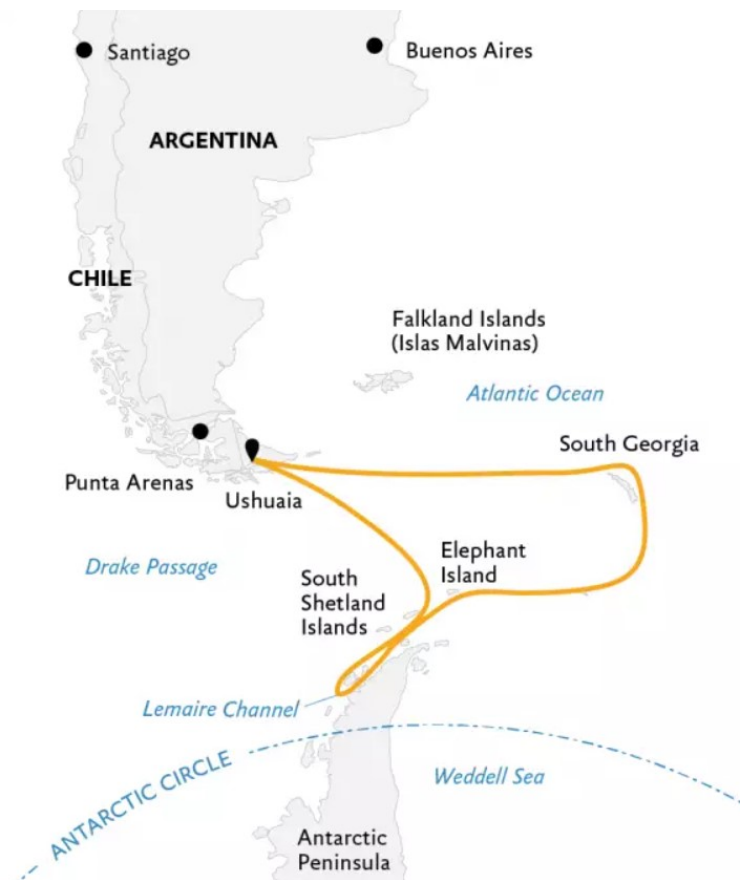 Santiago
Buenos Aires
ARGENTINA
CHILE
Falkland Islands
(Islas Malvinas)
Atlantic Ocean
South Georgia
Punta Arenas
Ushuaia
Drake Passage
Elephant
Island
South
Shetland
Islands
Lemaire Channel
ANTARCTIC CIRCLE
Weddell Sea
Antarctic
Peninsula